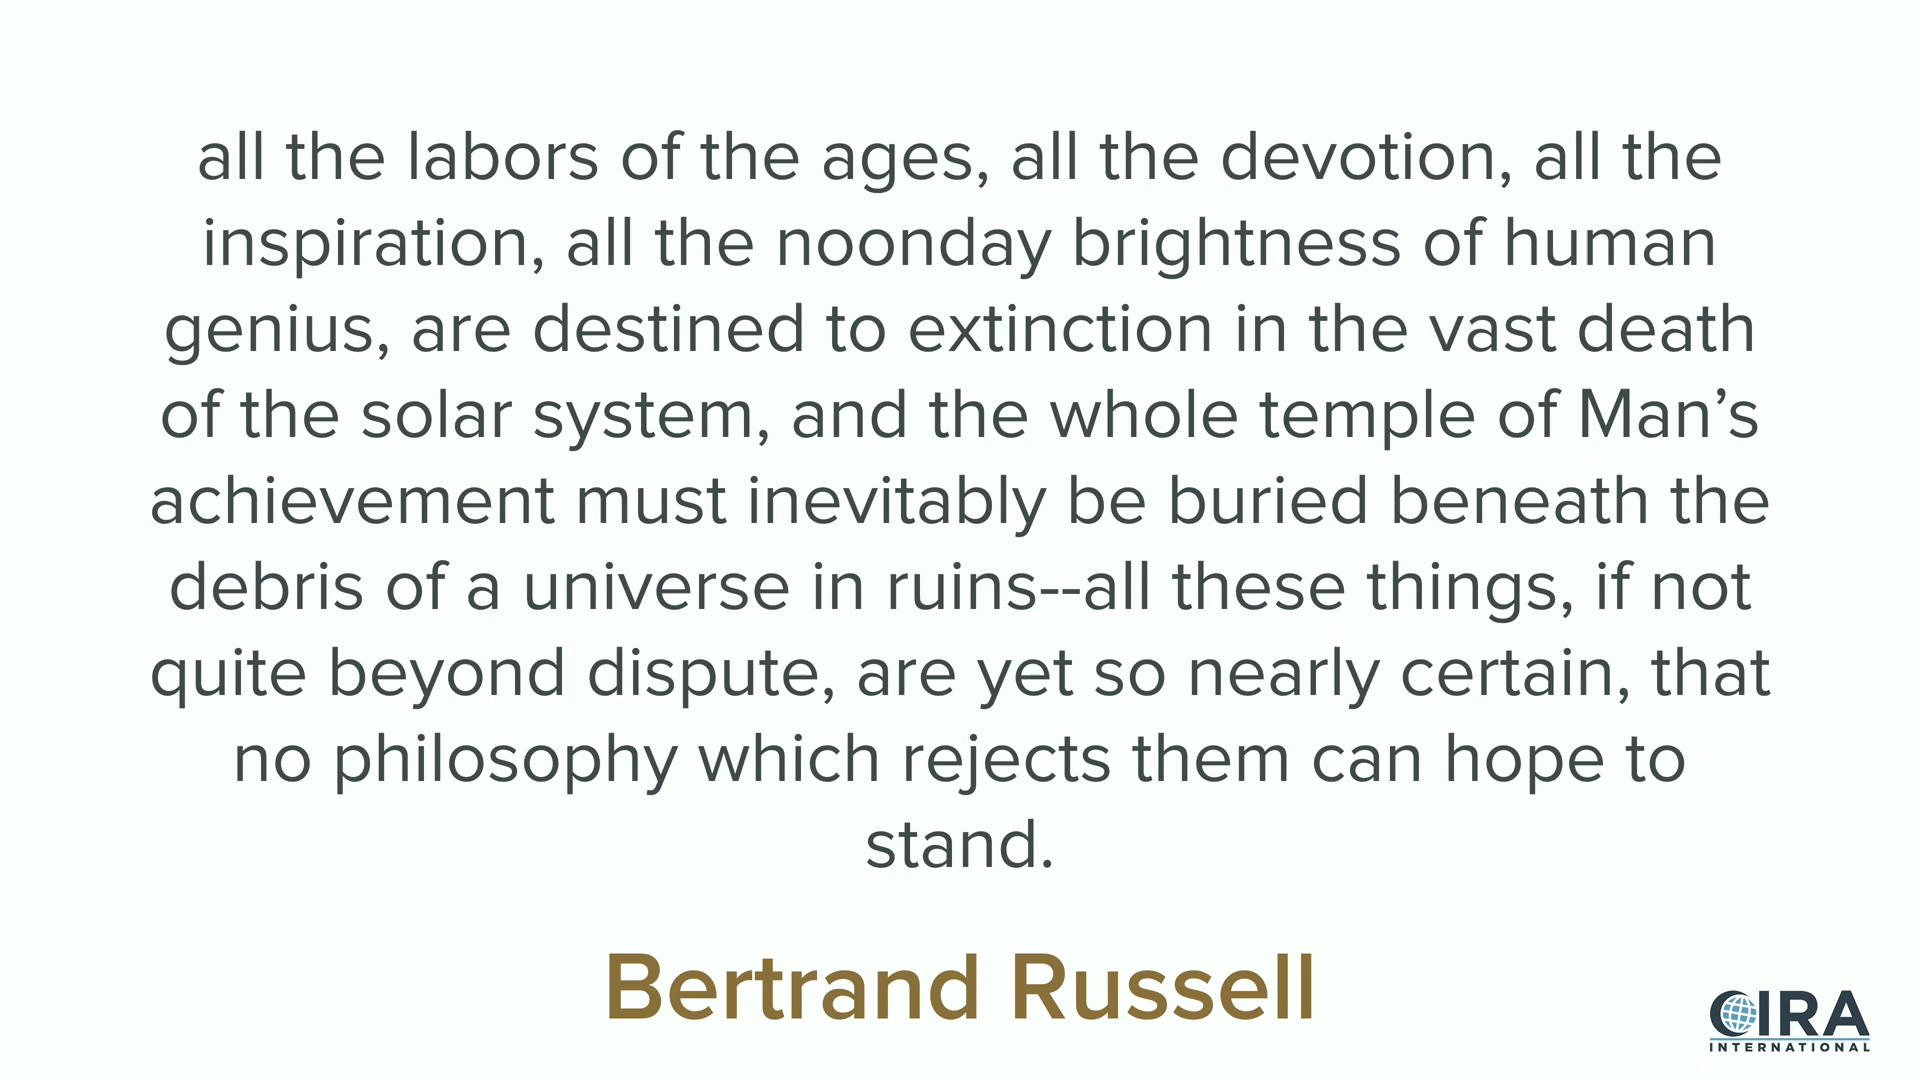 all the labors of the ages, all the devotion, all the
inspiration, all the noonday brightness of human
genius, are destined to extinction in the vast death
of the solar system, and the whole temple of Man’s
achievement must inevitably be buried beneath the
debris of a universe in ruins--all these things, if not
quite beyond dispute, are yet so nearly certain, that
no philosophy which rejects them can hope to
stand.
Bertrand Russell
CIRA
INTERNATIONAL